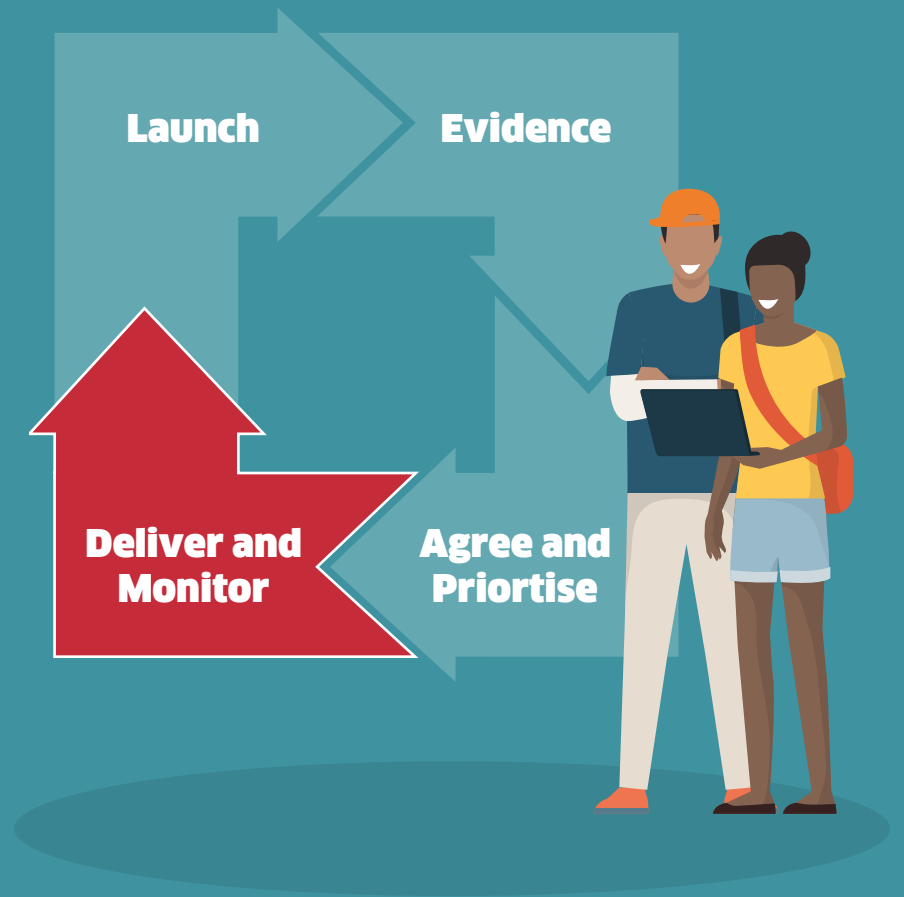 Launch
Evidence
Deliver and
Monitor
Agree and
Priortise